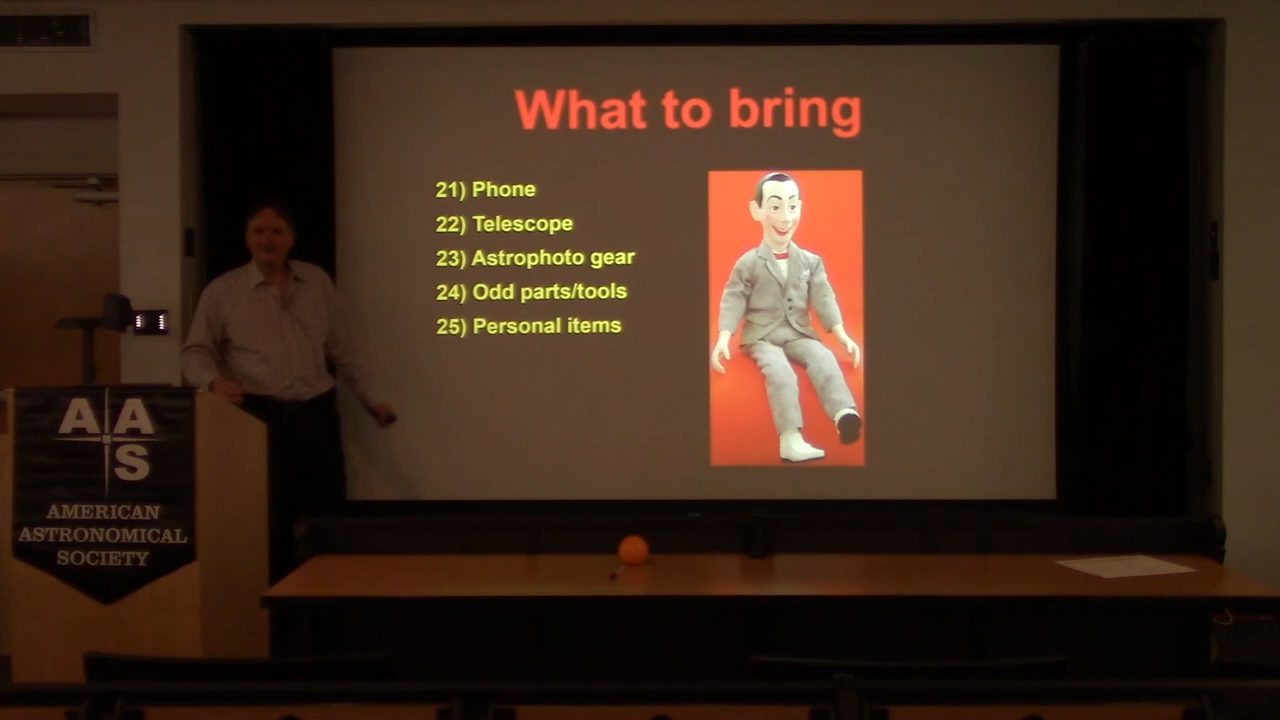 What to bring
21) Phone
22) Telescope
23) Astrophoto gear
24) Odd parts/tools
25) Personal items
A A
S
AMERICAN
ASTRONOMICAL
SOCIETY